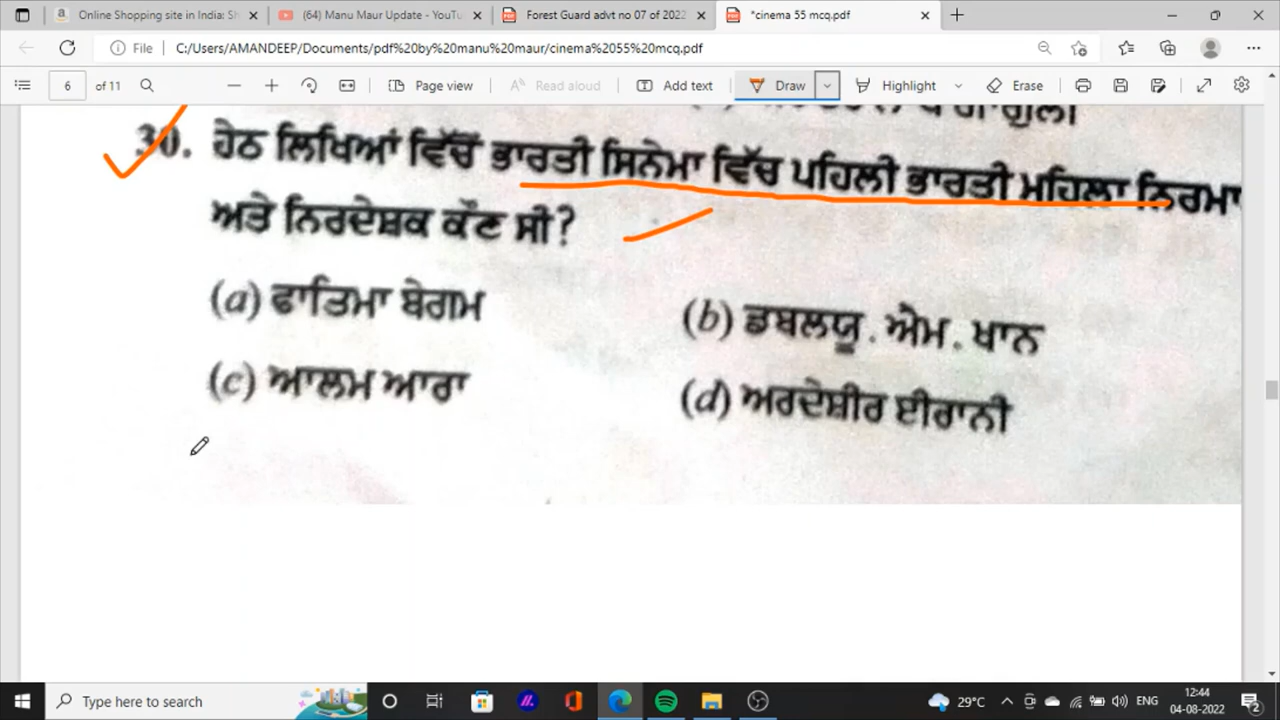 Online Shopping site in India: Sh
(64) Manu Maur Update - YouTu
Forest Guard advt no 07 of 2022
*cinema 55 mcq.pdf
File C:/Users/AMANDEEP/Documents/pdf%20by%20manu%20maur/cinema%2055%20mcq.pdf
6 of 11 Page view Read aloud Add text Draw Highlight Erase
30. ਹੇਠ ਲਿਖਿਆਂ ਵਿੱਚੋਂ ਭਾਰਤੀ ਸਿਨੇਮਾ ਵਿੱਚ ਪਹਿਲੀ ਭਾਰਤੀ ਮਹਿਲਾ ਨਿਰਮਾ
ਅਤੇ ਨਿਰਦੇਸ਼ਕ ਕੌਣ ਸੀ?
(a) ਫਾਤਿਮਾ ਬੇਗਮ
(b) ਡਬਲਯੂ. ਐਮ. ਖਾਨ
(c) ਆਲਮ ਆਰਾ
(d) ਅਰਦੇਸ਼ੀਰ ਈਰਾਨੀ
Type here to search
29°C ENG 12:44
04-08-2022 2